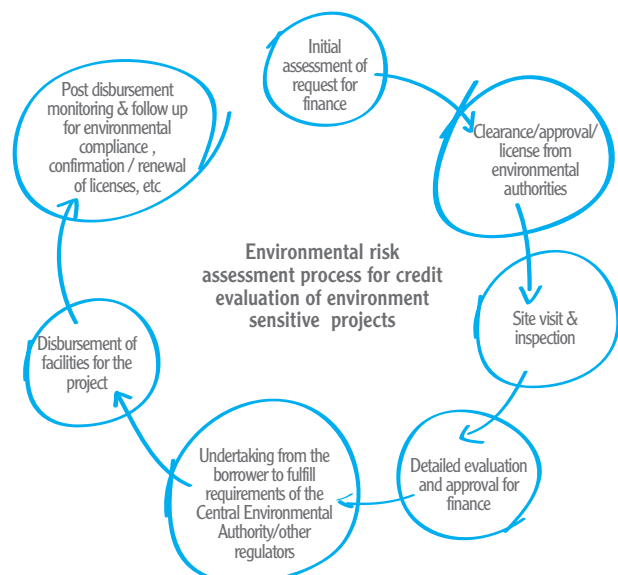 Initial
assessment of
request for
finance
Clearance/approval/
license from
environmental
authorities
Site visit &
inspection
Detailed evaluation
and approval for
finance
Undertaking from the
borrower to fulfill
requirements of the
Central Environmental
Authority/other
regulators
Disbursement of
facilities for the
project
Post disbursement
monitoring & follow up
for environmental
compliance ,
confirmation / renewal
of licenses, etc
Environmental risk
assessment process for credit
evaluation of environment
sensitive projects